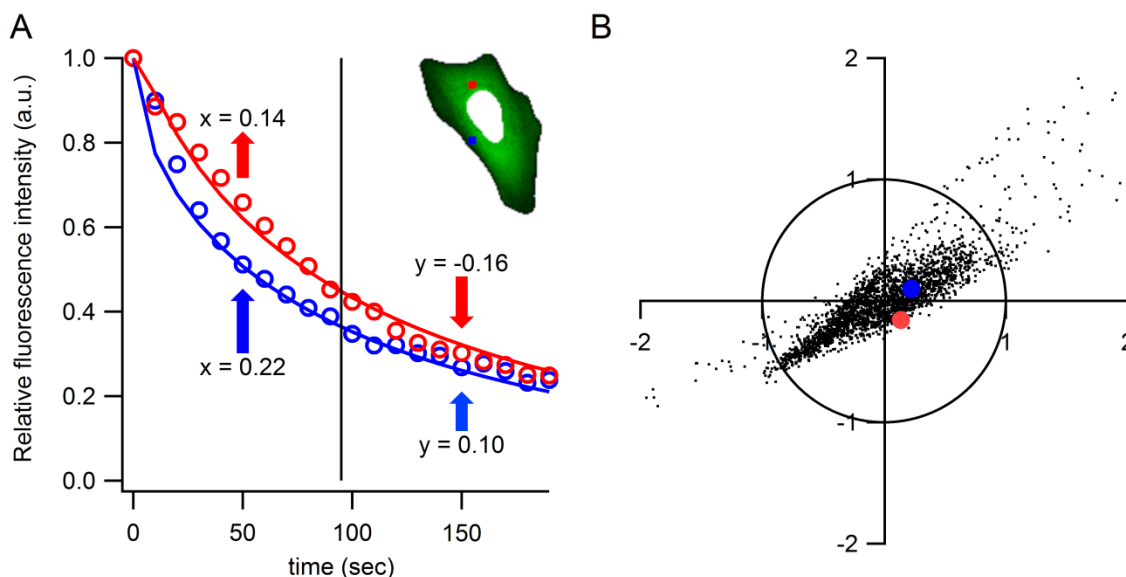 A
Relative fluorescence intensity (a.u.)
1.0
0.8
0.6
0.4
0.2
0.0
x = 0.14
x = 0.22
y = -0.16
y = 0.10
0
50
100
150
time (sec)
B
2
1
-1
-2
-2
-1
1
2